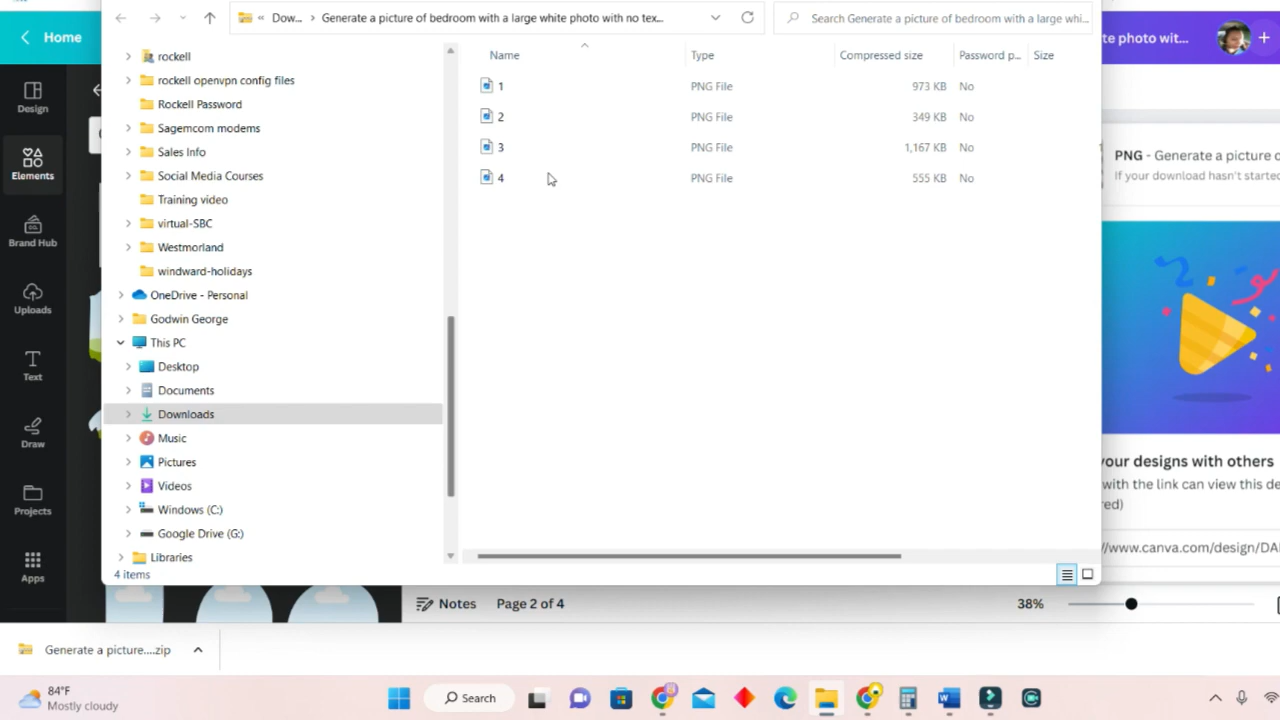 Home
Dow... > Generate a picture of bedroom with a large white photo with no tex...
Search Generate a picture of bedroom with a large whi...
te photo wit...
Design
Elements
Brand Hub
Uploads
Text
Draw
Projects
Apps
rockell
rockell openvpn config files
Rockell Password
Sagemcom modems
Sales Info
Social Media Courses
Training video
virtual-SBC
Westmorland
windward-holidays
OneDrive - Personal
Godwin George
This PC
Desktop
Documents
Downloads
Music
Pictures
Videos
Windows (C:)
Google Drive (G:)
Libraries
4 items
Name Type Compressed size Password p... Size
1 PNG File 973 KB No
2 PNG File 349 KB No
3 PNG File 1,167 KB No
4 PNG File 555 KB No
PNG - Generate a picture o
If your download hasn't started
your designs with others
with the link can view this de
red)
//www.canva.com/design/DA
Notes Page 2 of 4 38%
Generate a picture....zip
84°F
Mostly cloudy
Search